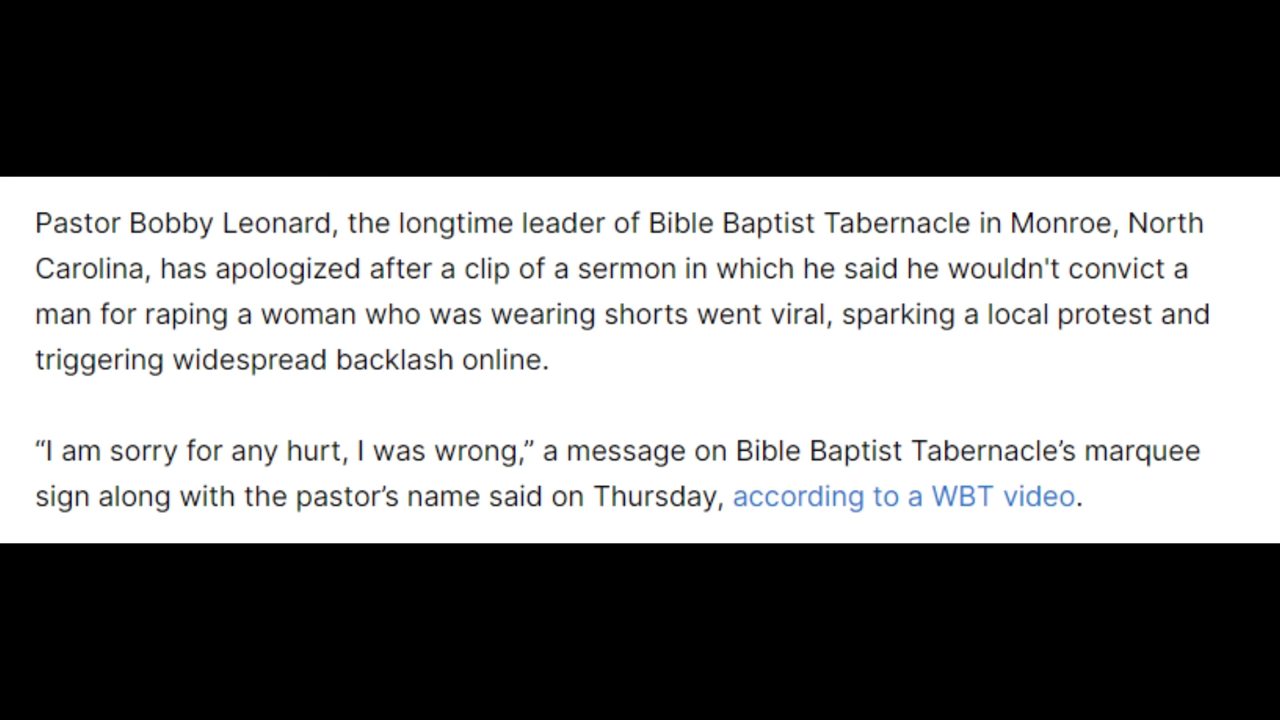 Pastor Bobby Leonard, the longtime leader of Bible Baptist Tabernacle in Monroe, North
Carolina, has apologized after a clip of a sermon in which he said he wouldn't convict a
man for raping a woman who was wearing shorts went viral, sparking a local protest and
triggering widespread backlash online.
“I am sorry for any hurt, I was wrong,” a message on Bible Baptist Tabernacle’s marquee
sign along with the pastor’s name said on Thursday, according to a WBT video.